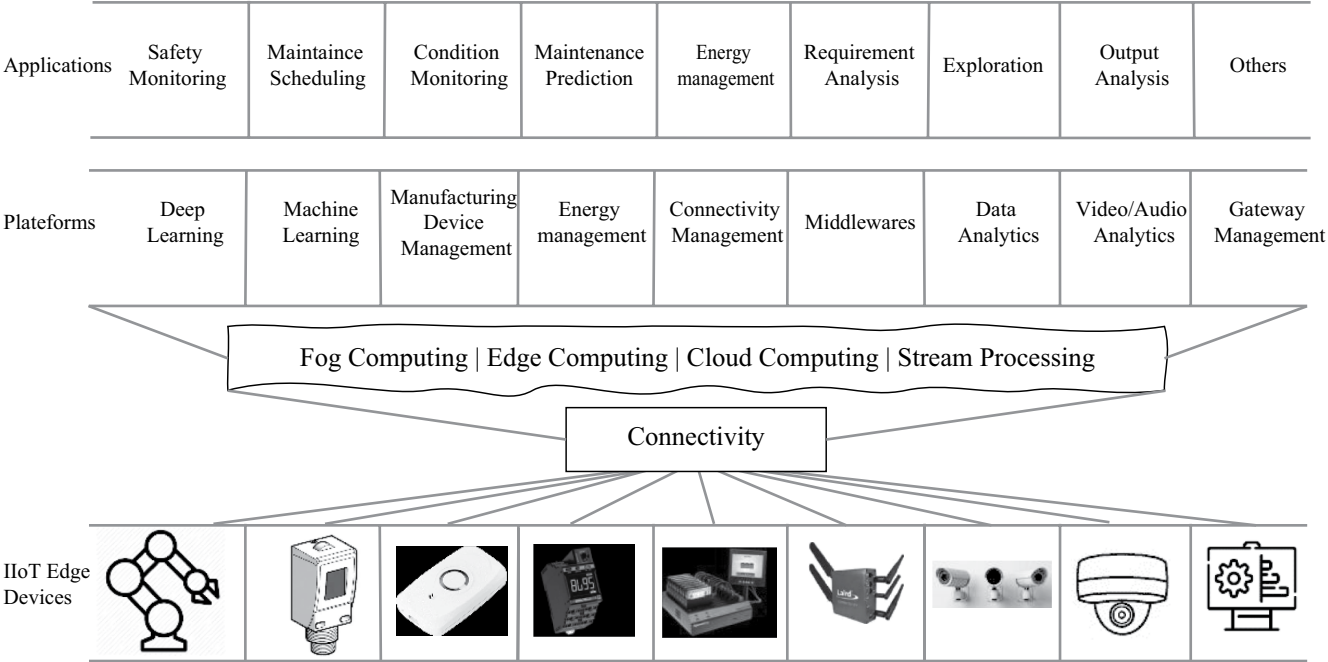 Applications
Safety
Monitoring
Maintaince
Scheduling
Condition
Monitoring
Maintenance
Prediction
Energy
management
Requirement
Analysis
Exploration
Output
Analysis
Others
Plateforms
Deep
Learning
Machine
Learning
Manufacturing
Device
Management
Energy
management
Connectivity
Management
Middlewares
Data
Analytics
Video/Audio
Analytics
Gateway
Management
Fog Computing | Edge Computing | Cloud Computing | Stream Processing
Connectivity
IIoT Edge
Devices
Laird